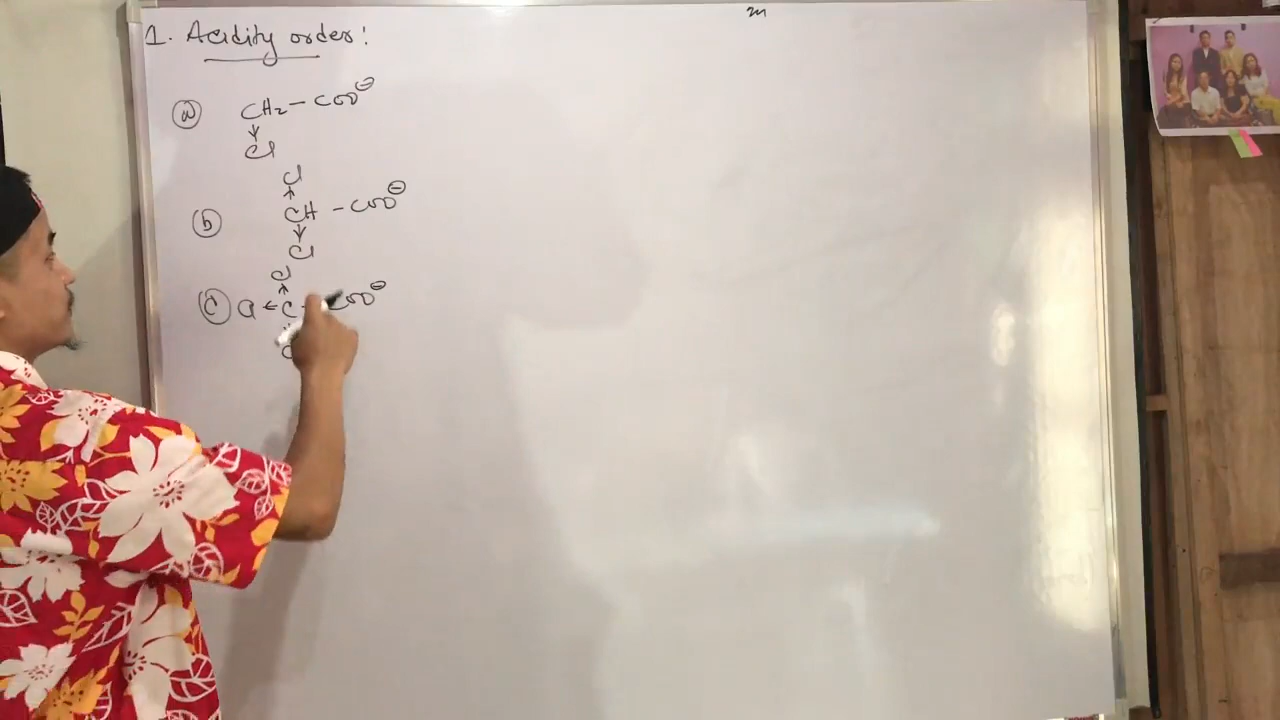 1. Acidity order:
(a) CH₂ - COO⊖
↓
Cl
Cl
↑
(b) CH - COO⊖
↓
Cl
Cl
↑
(c) Cl ← C - COO⊖